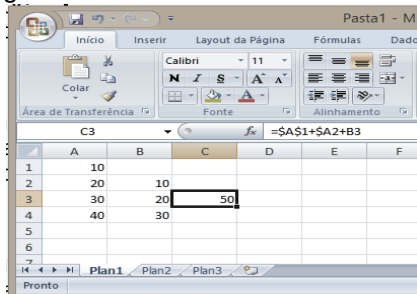 Pasta1 - M
Início Inserir Layout da Página Fórmulas Dado
Colar
Calibri 11
N I S A A
A
Área de Transferência Fonte Alinhamento
C3 fx =$A$1+$A2+B3
A B C D E F
1 10
2 20 10
3 30 20 50
4 40 30
5
6
7
Plan1 Plan2 Plan3
Pronto